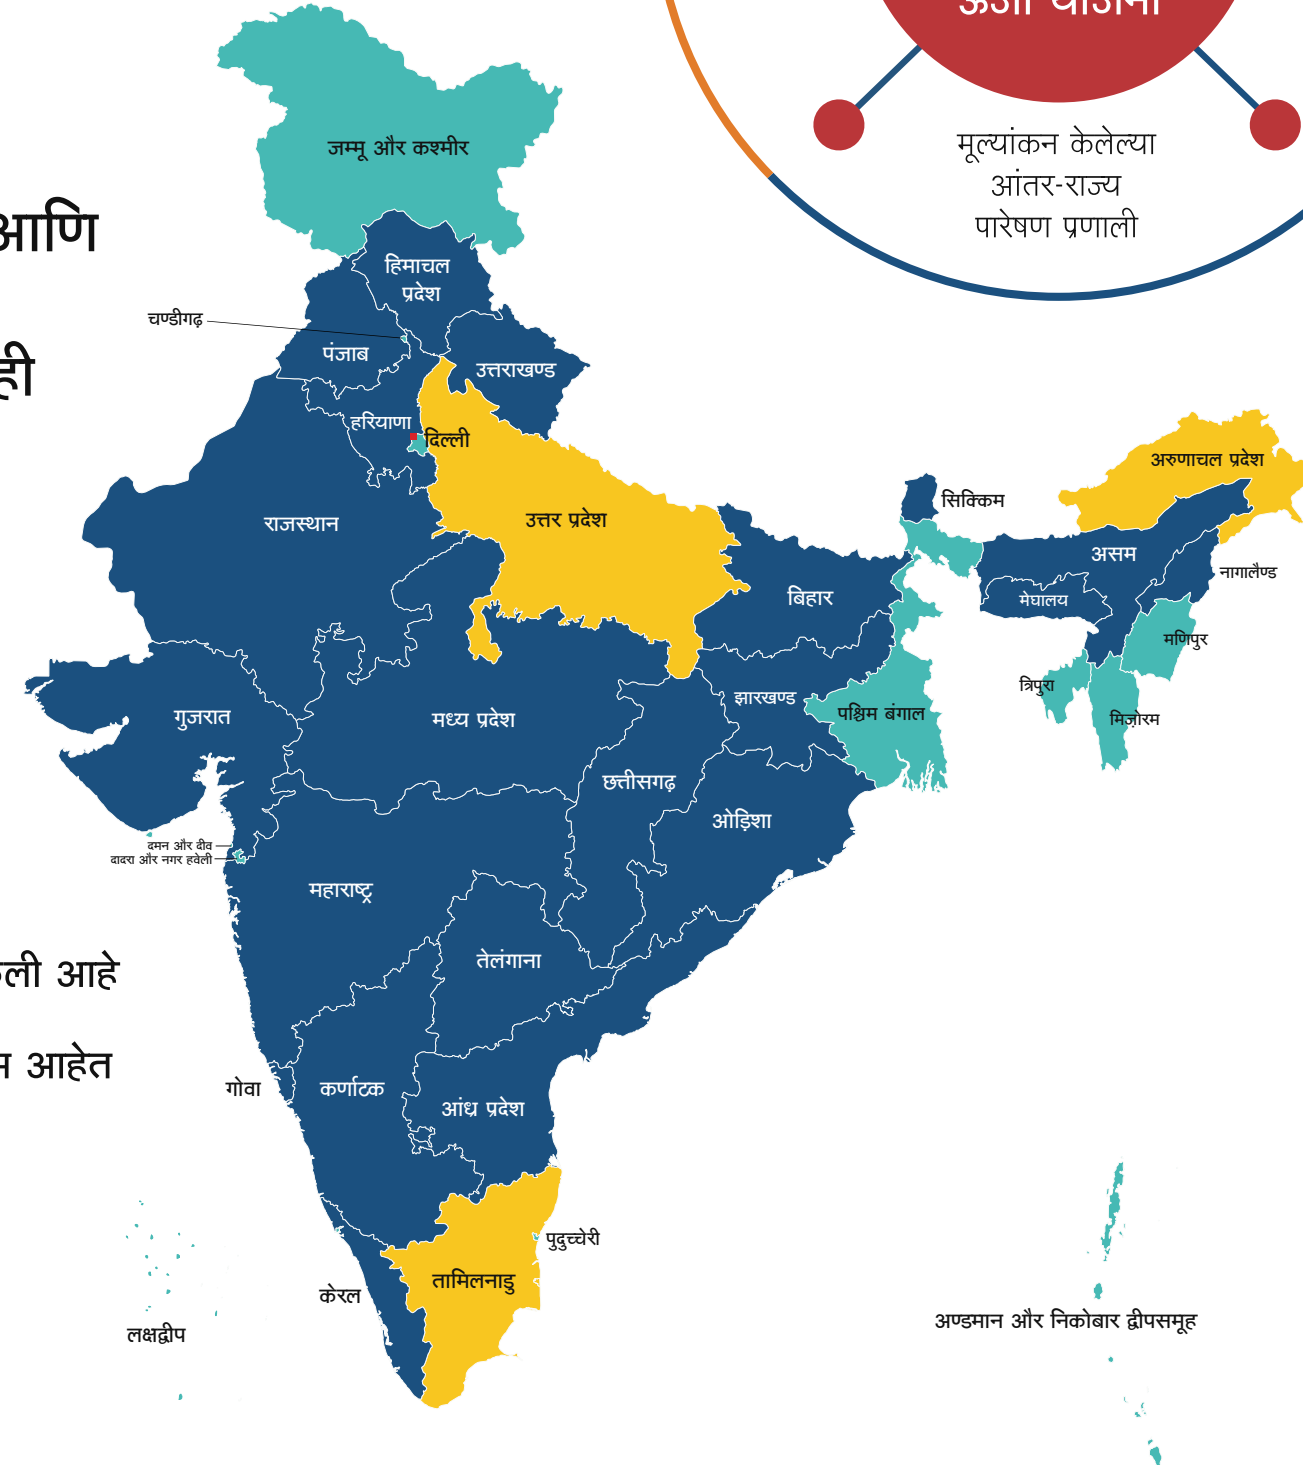 मूल्यांकन केलेल्या
आंतर-राज्य
पारेषण प्रणाली
जम्मू और कश्मीर
आणि
हिमाचल
प्रदेश
चण्डीगढ़
पंजाब
ही
उत्तराखण्ड
हरियाणा
दिल्ली
अरुणाचल प्रदेश
सिक्किम
राजस्थान
उत्तर प्रदेश
असम
नागालैण्ड
बिहार
मेघालय
मणिपुर
त्रिपुरा
झारखण्ड
गुजरात
मध्य प्रदेश
पश्चिम बंगाल
मिज़ोरम
छत्तीसगढ़
ओड़िशा
दमन और दीव
दादरा और नगर हवेली
महाराष्ट्र
तेलंगाना
आहे
आहेत
गोवा
कर्णाटक
आंध्र प्रदेश
पुदुच्चेरी
तामिलनाडु
केरल
लक्षद्वीप
अण्डमान और निकोबार द्वीपसमूह